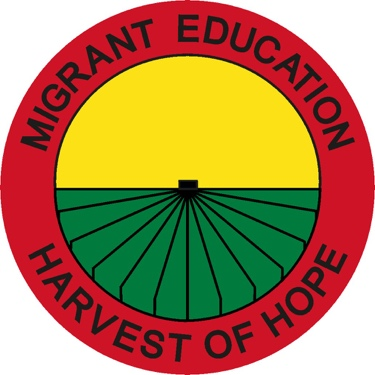 MIGRANT EDUCATION
HARVEST OF HOPE